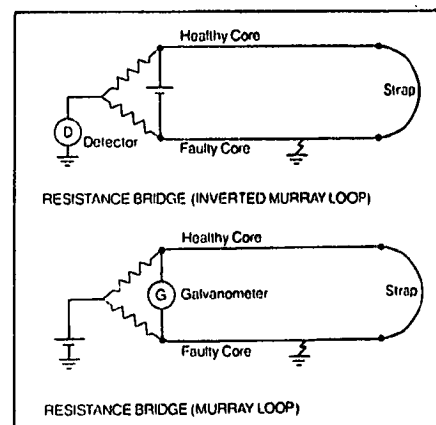 Healthy Core
Strap
D
Detector
Faulty Core
RESISTANCE BRIDGE (INVERTED MURRAY LOOP)
Healthy Core
G Galvanometer
Strap
Faulty Core
RESISTANCE BRIDGE (MURRAY LOOP)